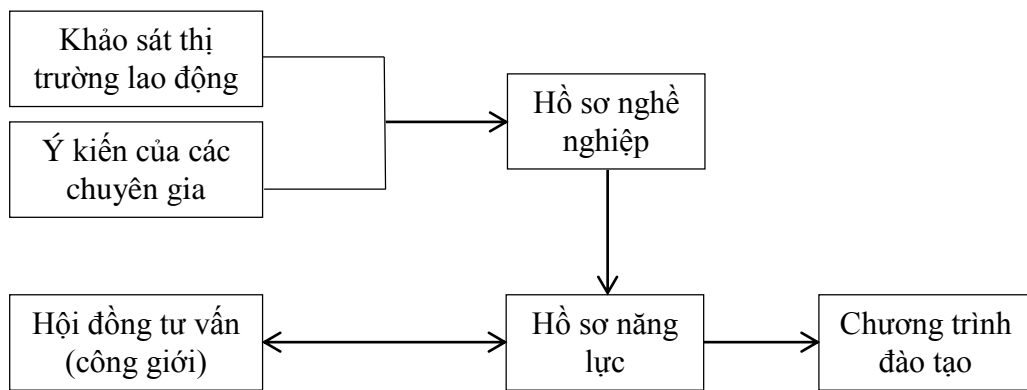 Khảo sát thị
trường lao động
Ý kiến của các
chuyên gia
Hồ sơ nghề
nghiệp
Hội đồng tư vấn
(công giới)
Hồ sơ năng
lực
Chương trình
đào tạo